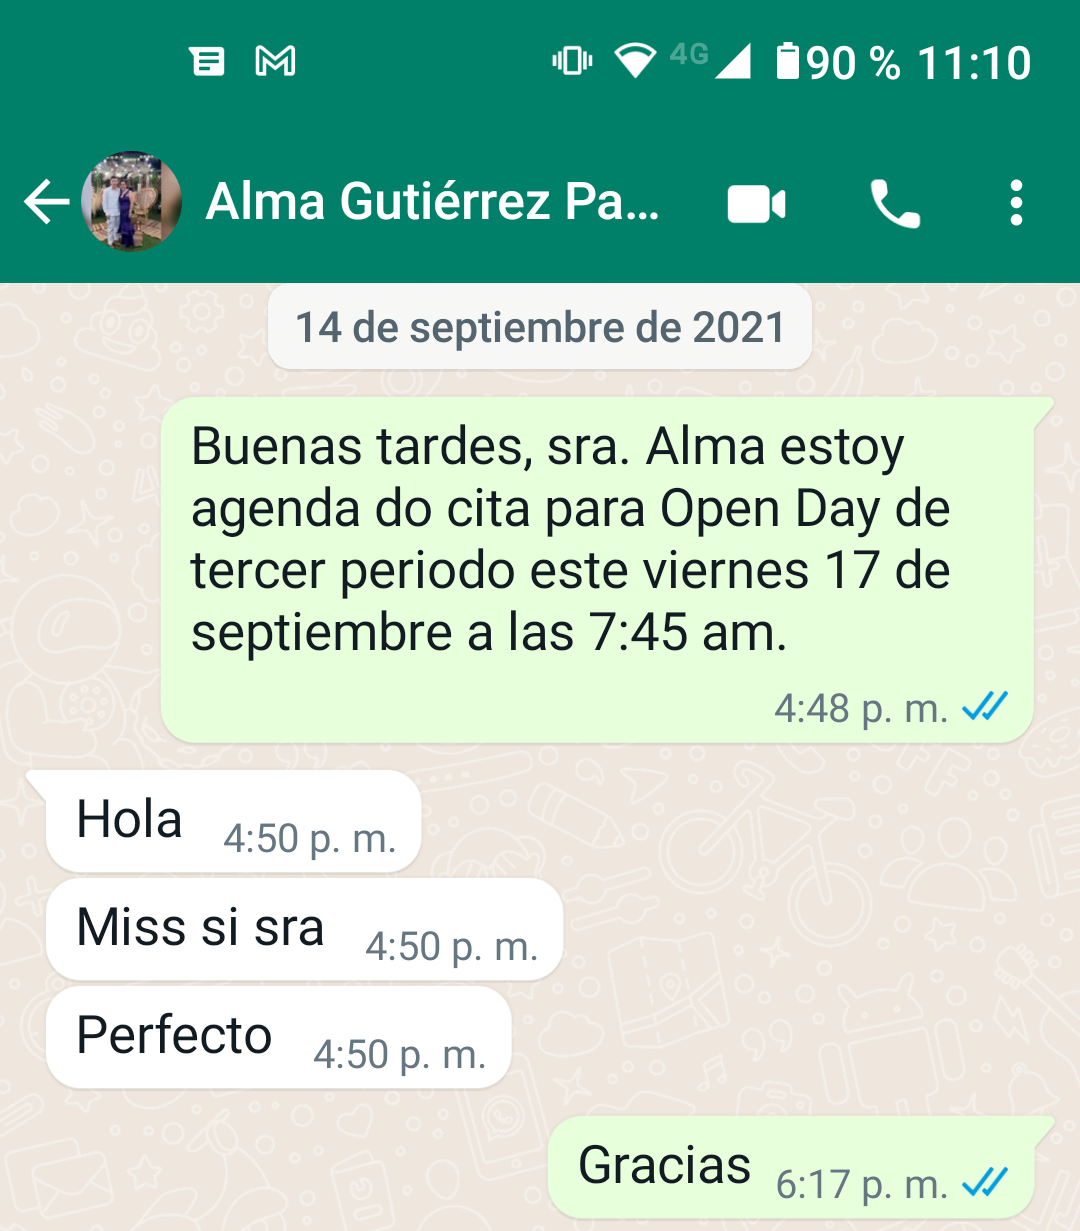 4G 90 % 11:10
Alma Gutiérrez Pa...
14 de septiembre de 2021
Buenas tardes, sra. Alma estoy
agenda do cita para Open Day de
tercer periodo este viernes 17 de
septiembre a las 7:45 am.
4:48 p. m.
Hola 4:50 p. m.
Miss si sra 4:50 p. m.
Perfecto 4:50 p. m.
Gracias 6:17 p. m.